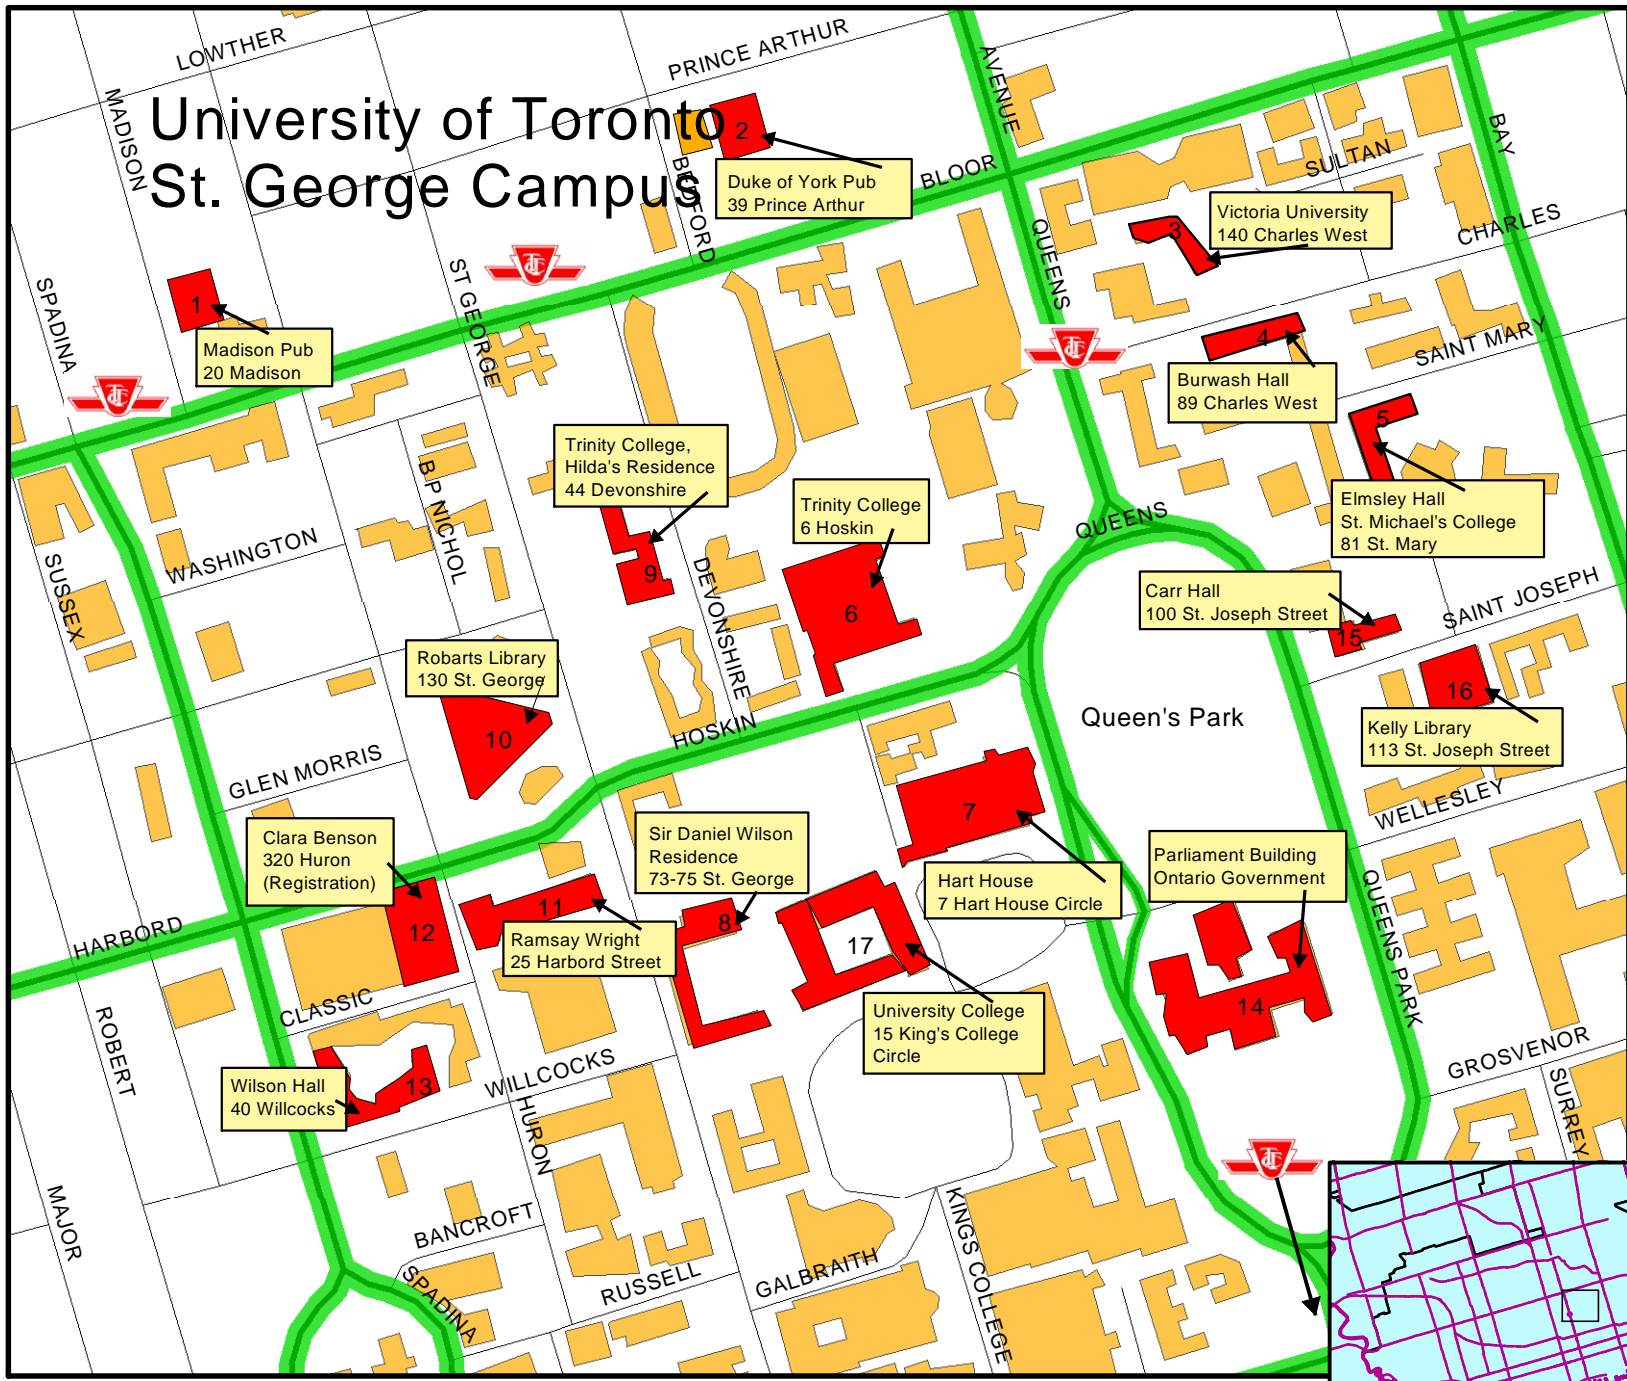 LOWTHER
PRINCE ARTHUR
AVENUE
MADISON
BAY
University of Toronto
St. George Campus
2
BEDFORD
BLOOR
SULTAN
Duke of York Pub
39 Prince Arthur
Victoria University
140 Charles West
3
CHARLES
QUEENS
ST GEORGE
SPADINA
1
Madison Pub
20 Madison
4
SAINT MARY
Burwash Hall
89 Charles West
5
Trinity College,
Hilda's Residence
44 Devonshire
B P NICHOL
Trinity College
6 Hoskin
Elmsley Hall
St. Michael's College
81 St. Mary
QUEENS
WASHINGTON
SUSSEX
9
DEVONSHIRE
6
Carr Hall
100 St. Joseph Street
SAINT JOSEPH
15
Robarts Library
130 St. George
16
10
HOSKIN
Queen's Park
Kelly Library
113 St. Joseph Street
GLEN MORRIS
7
WELLESLEY
Clara Benson
320 Huron
(Registration)
Sir Daniel Wilson
Residence
73-75 St. George
Hart House
7 Hart House Circle
Parliament Building
Ontario Government
QUEENS PARK
HARBORD
12
11
8
17
Ramsay Wright
25 Harbord Street
CLASSIC
ROBERT
University College
15 King's College
Circle
14
GROSVENOR
SURREY
Wilson Hall
40 Willcocks
13
WILLCOCKS
HURON
MAJOR
BANCROFT
KINGS COLLEGE
SPADINA
RUSSELL
GALBRAITH